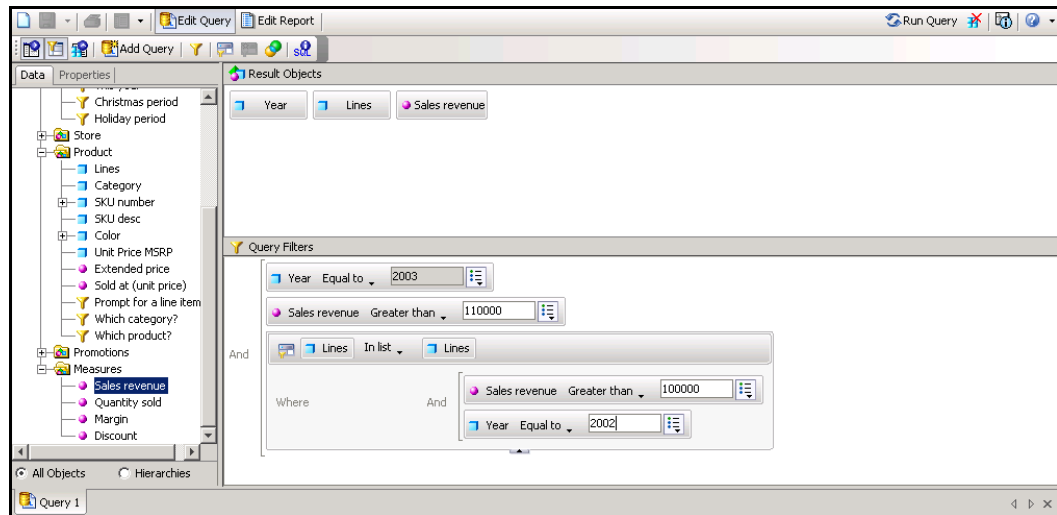 Edit Query Edit Report Run Query
Add Query SQL
Data Properties
Christmas period
Holiday period
Store
Product
Lines
Category
SKU number
SKU desc
Color
Unit Price MSRP
Extended price
Sold at (unit price)
Prompt for a line item
Which category?
Which product?
Promotions
Measures
Sales revenue
Quantity sold
Margin
Discount
All Objects Hierarchies
Result Objects
Year Lines Sales revenue
Query Filters
Year Equal to 2003
Sales revenue Greater than 110000
And
Lines In list Lines
Where And
Sales revenue Greater than 100000
Year Equal to 2002
Query 1